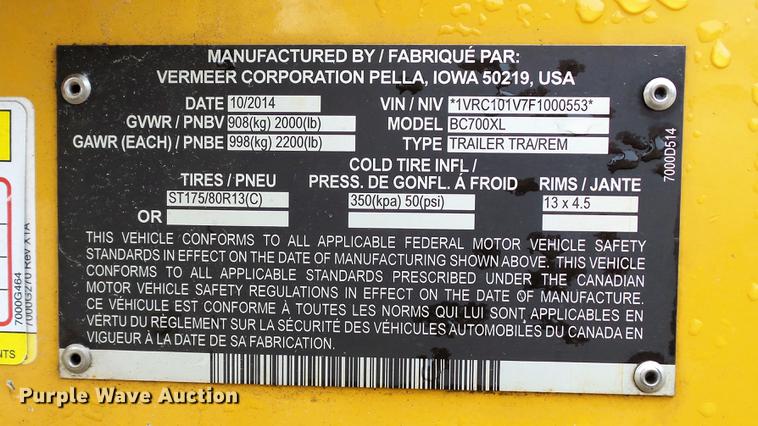 MANUFACTURED BY / FABRIQUÉ PAR:
VERMEER CORPORATION PELLA, IOWA 50219, USA
DATE 10/2014 VIN / NIV *1VRC101V7F1000553*
GVWR / PNBV 908(kg) 2000(lb) MODEL BC700XL
GAWR (EACH) / PNBE 998(kg) 2200(lb) TYPE TRAILER TRA/REM
COLD TIRE INFL /
TIRES / PNEU PRESS. DE GONFL. Á FROID RIMS / JANTE
ST175/80R13(C) 350(kpa) 50(psi) 13 x 4.5
OR
THIS VEHICLE CONFORMS TO ALL APPLICABLE FEDERAL MOTOR VEHICLE SAFETY
STANDARDS IN EFFECT ON THE DATE OF MANUFACTURING SHOWN ABOVE. THIS VEHICLE
CONFORMS TO ALL APPLICABLE STANDARDS PRESCRIBED UNDER THE CANADIAN
MOTOR VEHICLE SAFETY REGULATIONS IN EFFECT ON THE DATE OF MANUFACTURE.
CE VÉHICULE EST CONFORME À TOUTES LES NORMS QUI LUI SONT APPLICABLES EN
VERTU DU RÈGLEMENT SUR LA SÉCURITÉ DES VÉHICULES AUTOMOBILES DU CANADA EN
VIGUEUR À LA DATE DE SA FABRICATION.
7000D514
7000G464
7000G270 Rev X1A
NTS
Purple Wave Auction